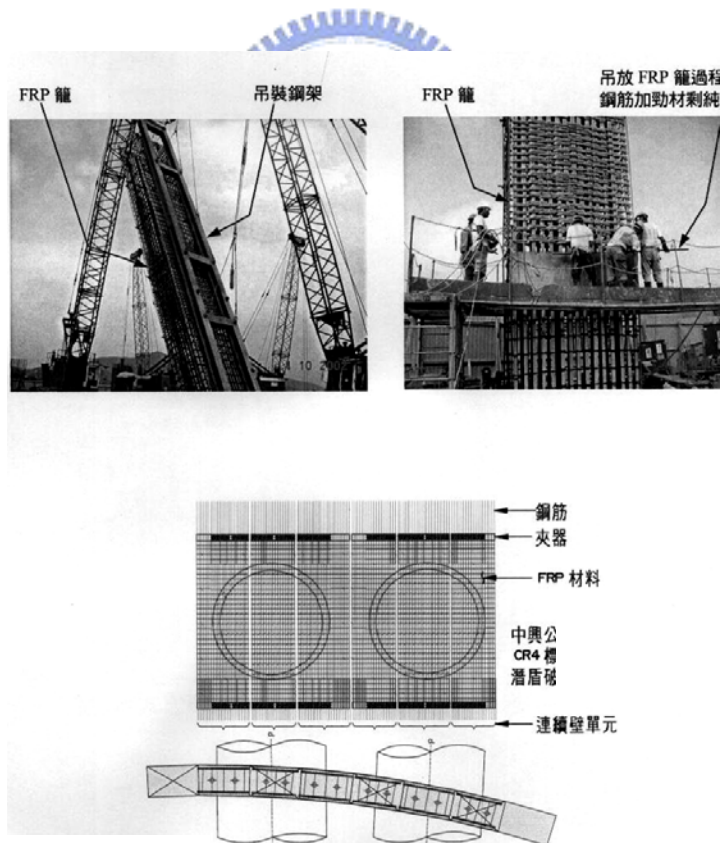 FRP 籠
吊裝鋼架
FRP 籠
吊放 FRP 籠過程
鋼筋加勁材剩純
鋼筋
夾器
FRP 材料
中興公
CR4 標
潛盾破
連續壁單元
P
P